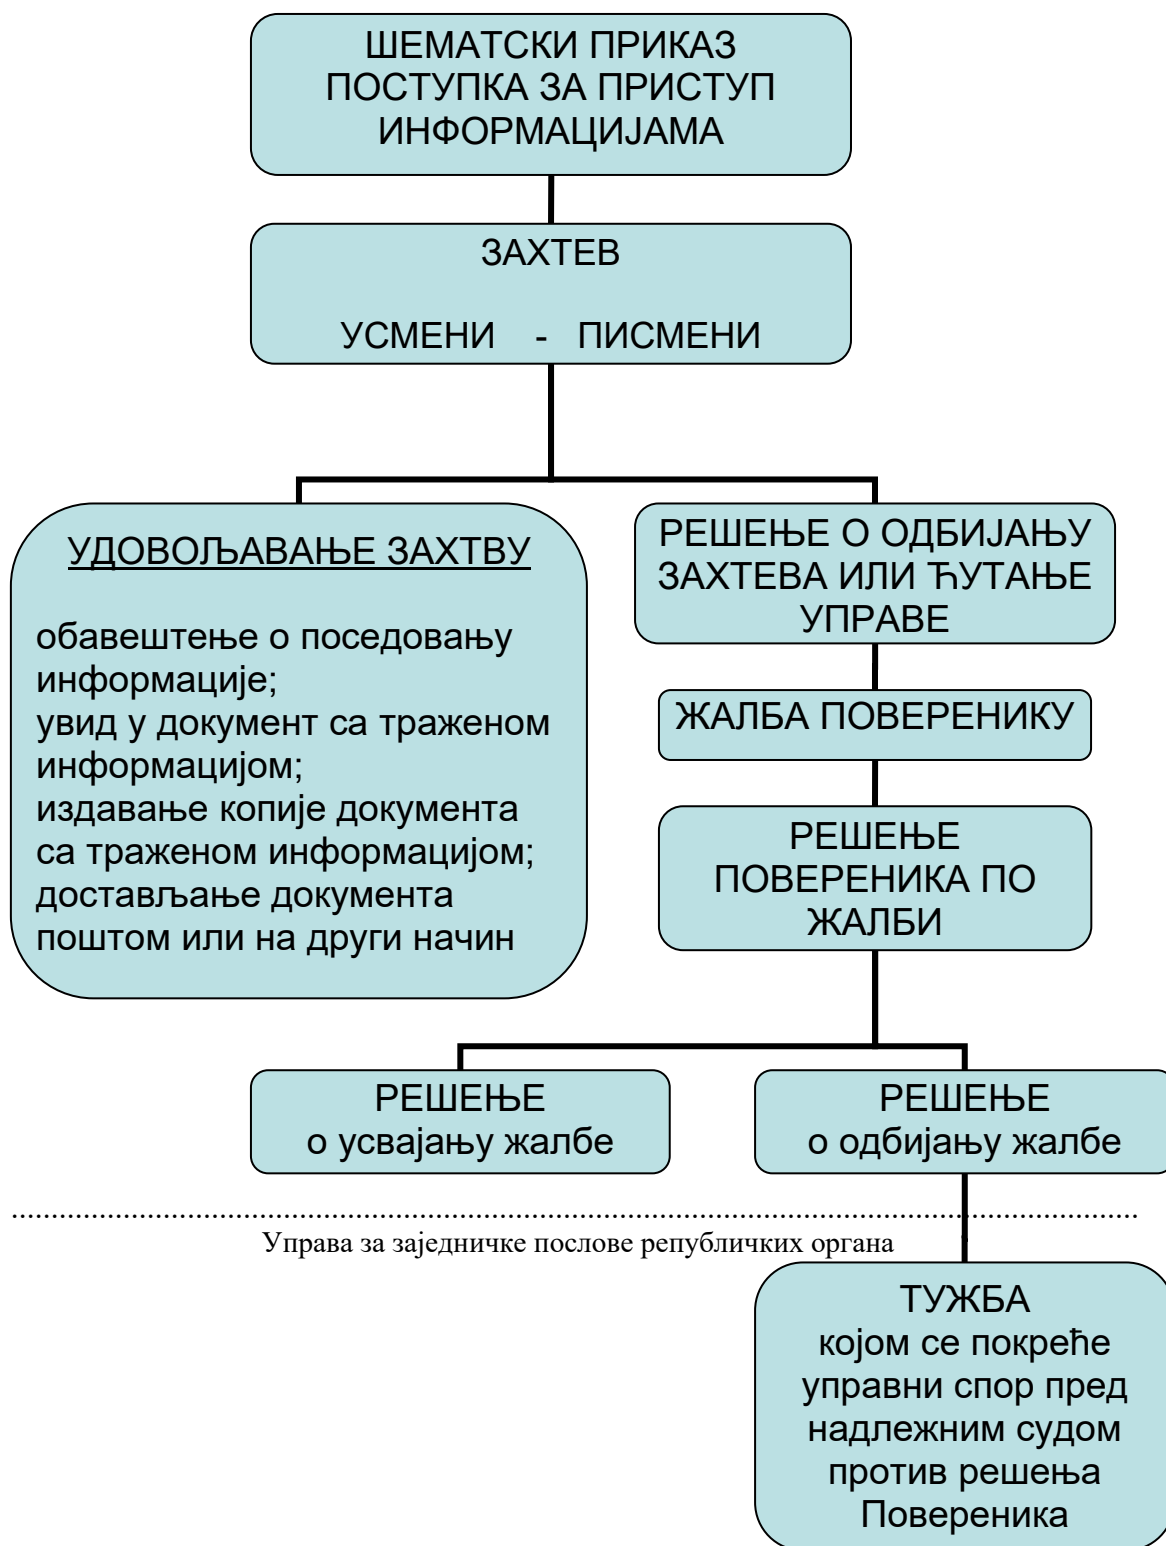 ШЕМАТСКИ ПРИКАЗ
ПОСТУПКА ЗА ПРИСТУП
ИНФОРМАЦИЈАМА
ЗАХТЕВ
УСМЕНИ - ПИСМЕНИ
УДОВОЉАВАЊЕ ЗАХТВУ
обавештење о поседовању
информације;
увид у документ са траженом
информацијом;
издавање копије документа
са траженом информацијом;
достављање документа
поштом или на други начин
РЕШЕЊЕ О ОДБИЈАЊУ
ЗАХТЕВА ИЛИ ЋУТАЊЕ
УПРАВЕ
ЖАЛБА ПОВЕРЕНИКУ
РЕШЕЊЕ
ПОВЕРЕНИКА ПО
ЖАЛБИ
РЕШЕЊЕ
о усвајању жалбе
РЕШЕЊЕ
о одбијању жалбе
Управа за заједничке послове републичких органа
ТУЖБА
којом се покреће
управни спор пред
надлежним судом
против решења
Повереника